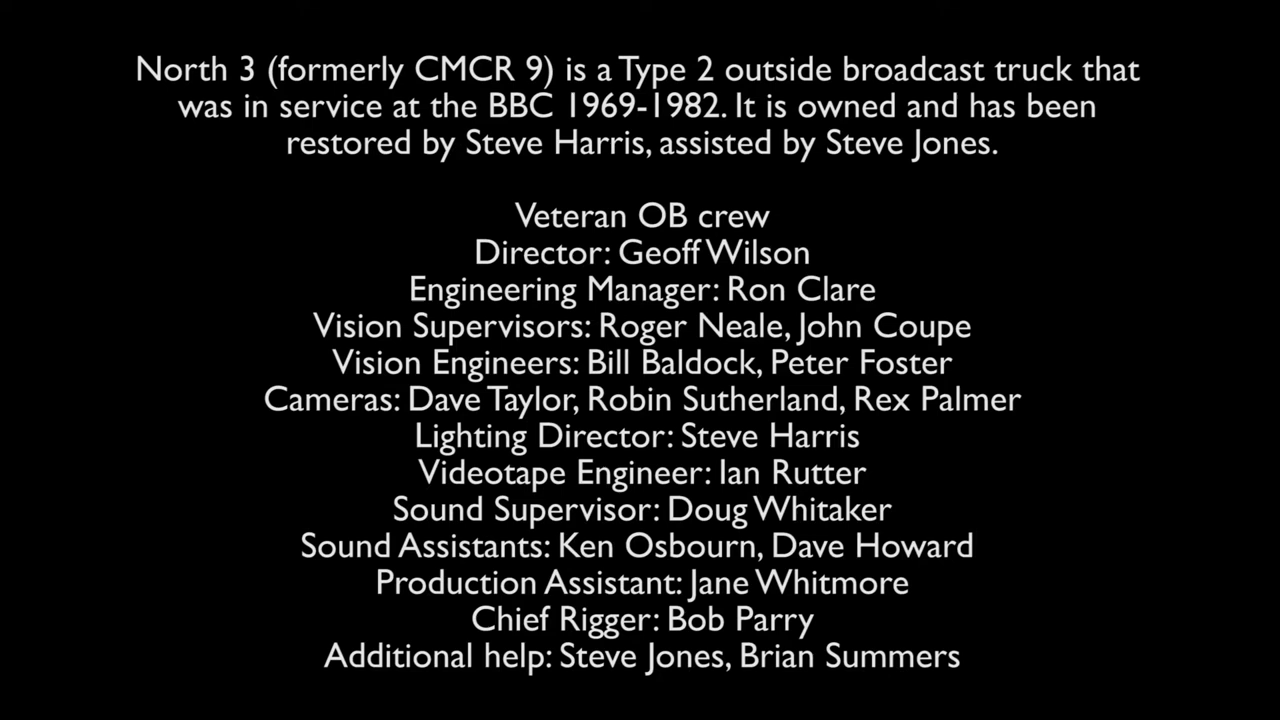 North 3 (formerly CMCR 9) is a Type 2 outside broadcast truck that
was in service at the BBC 1969-1982. It is owned and has been
restored by Steve Harris, assisted by Steve Jones.
Veteran OB crew
Director: Geoff Wilson
Engineering Manager: Ron Clare
Vision Supervisors: Roger Neale, John Coupe
Vision Engineers: Bill Baldock, Peter Foster
Cameras: Dave Taylor, Robin Sutherland, Rex Palmer
Lighting Director: Steve Harris
Videotape Engineer: Ian Rutter
Sound Supervisor: Doug Whitaker
Sound Assistants: Ken Osbourn, Dave Howard
Production Assistant: Jane Whitmore
Chief Rigger: Bob Parry
Additional help: Steve Jones, Brian Summers